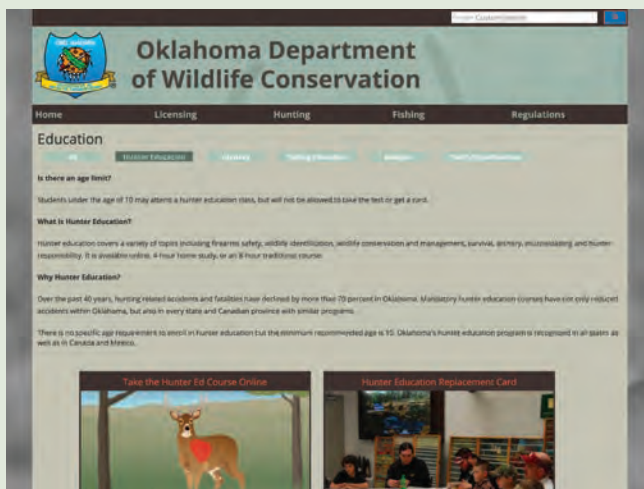 Oklahoma Department
of Wildlife Conservation
Home Licensing Hunting Fishing Regulations
Education
All Hunter Education
Is there an age limit?
Students under the age of 10 may attend a hunter education class, but will not be allowed to take the test or get a card.
What is Hunter Education?
Hunter education covers a variety of topics including firearms safety, wildlife identification, wildlife conservation and management, survival, archery, muzzleloading and hunter
responsibility. It is available online, 4-hour home study, or an 8-hour traditional course.
Why Hunter Education?
Over the past 40 years, hunting related accidents and fatalities have declined by more than 70 percent in Oklahoma. Mandatory hunter education courses have not only reduced
accidents within Oklahoma, but also in every state and Canadian province with similar programs.
There is no specific age requirement to enroll in hunter education but the minimum recommended age is 10. Oklahoma's hunter education program is recognized in all states as
well as in Canada and Mexico.
Take the Hunter Ed Course Online
Hunter Education Replacement Card